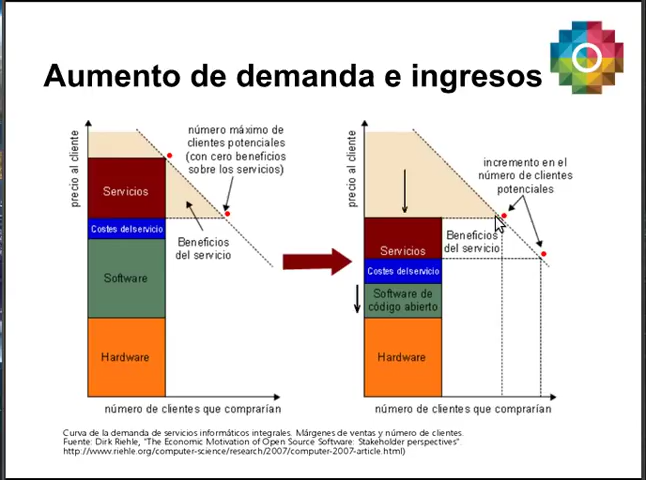 Aumento de demanda e ingresos
precio al cliente
número máximo de
clientes potenciales
(con cero beneficios
sobre los servicios)
Servicios
Costes del servicio
Software
Hardware
Beneficios
del servicio
número de clientes que comprarían
precio al cliente
incremento en el
número de clientes
potenciales
Servicios
Costes del servicio
Software de
código abierto
Hardware
Beneficios
del servicio
número de clientes que comprarían
Curva de la demanda de servicios informáticos integrales. Márgenes de ventas y número de clientes.
Fuente: Dirk Riehle, "The Economic Motivation of Open Source Software: Stakeholder perspectives"
http://www.riehle.org/computer-science/research/2007/computer-2007-article.html)